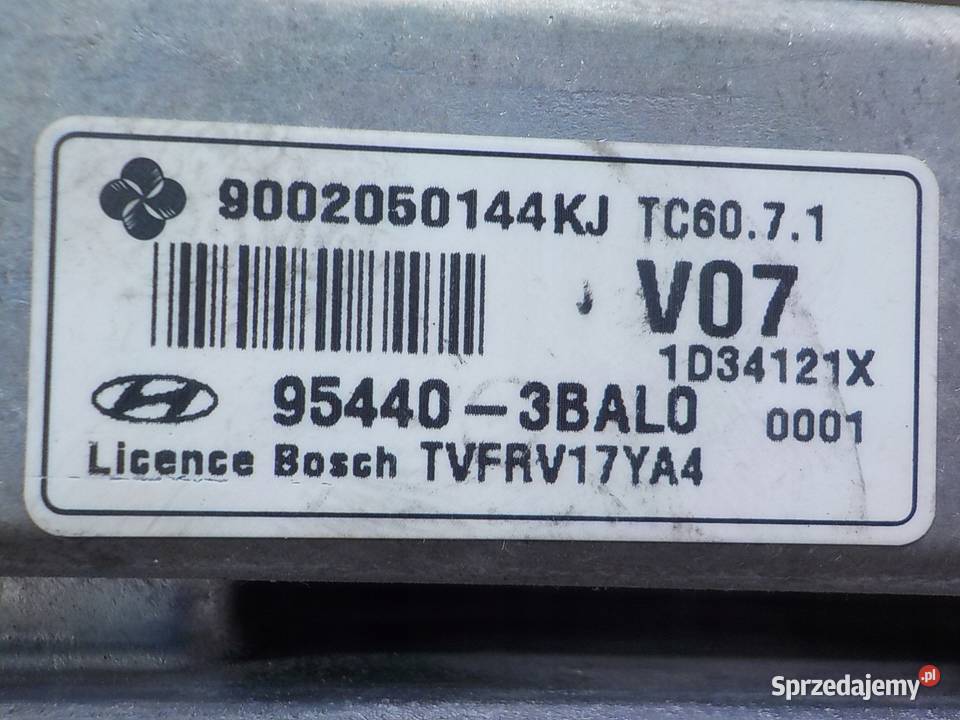 9002050144KJ TC60.7.1
V07
1D34121X
95440-3BAL0 0001
Licence Bosch TVFRV17YA4
Sprzedajemy.pl